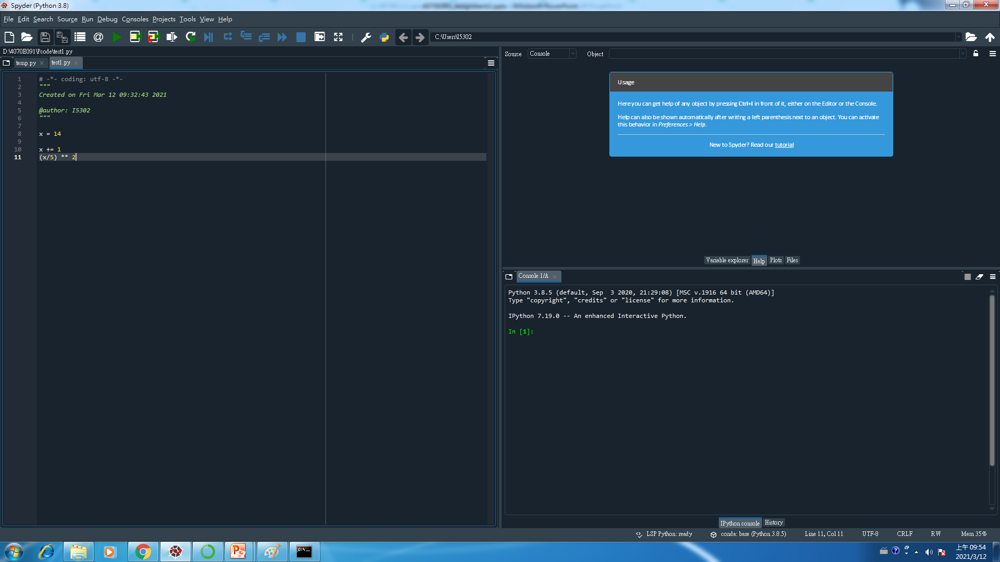 Spyder (Python 3.8)
File Edit Search Source Run Debug Consoles Projects Tools View Help
C:\Users\I5302
D:\4070E091\Pcode\test1.py
temp.py
test1.py
1 # -*- coding: utf-8 -*-
2 """
3 Created on Fri Mar 12 09:32:43 2021
4
5 @author: I5302
6 """
7
8 x = 14
9
10 x += 1
11 (x/5) ** 2
Source Console Object
Usage
Here you can get help of any object by pressing Ctrl+I in front of it, either on the Editor or the Console.
Help can also be shown automatically after writing a left parenthesis next to an object. You can activate
this behavior in Preferences > Help.
New to Spyder? Read our tutorial
Variable explorer Help Plots Files
Console 1/A
Python 3.8.5 (default, Sep  3 2020, 21:29:08) [MSC v.1916 64 bit (AMD64)]
Type "copyright", "credits" or "license" for more information.
IPython 7.19.0 -- An enhanced Interactive Python.
In [1]:
IPython console History
LSP Python: ready conda: base (Python 3.8.5) Line 11, Col 11 UTF-8 CRLF RW Mem 35%
上午 09:54
2021/3/12